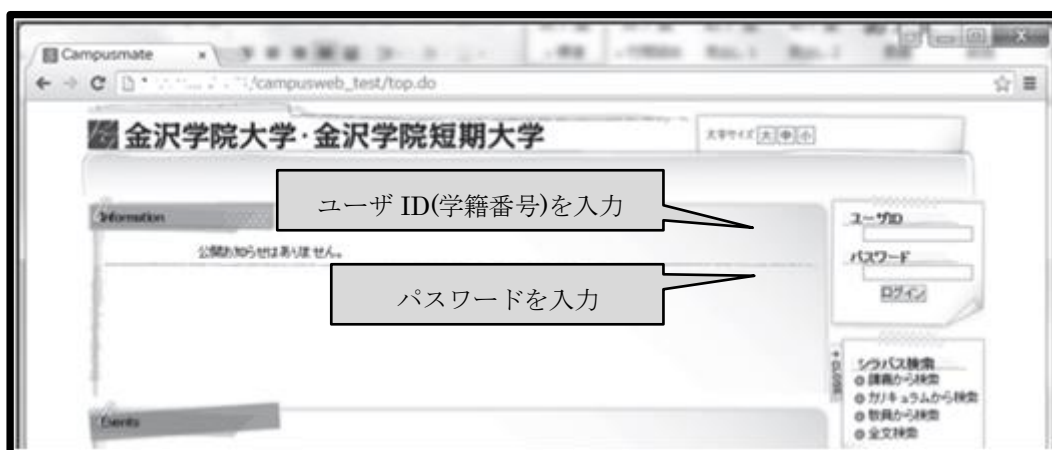 Campusmate
/campusweb_test/top.do
金沢学院大学・金沢学院短期大学
文字サイズ 大 中 小
Information
公開お知らせはありません。
ユーザ ID(学籍番号)を入力
パスワードを入力
ユーザID
パスワード
ログイン
CLOSE
シラバス検索
講義から検索
カリキュラムから検索
教員から検索
全文検索
Events